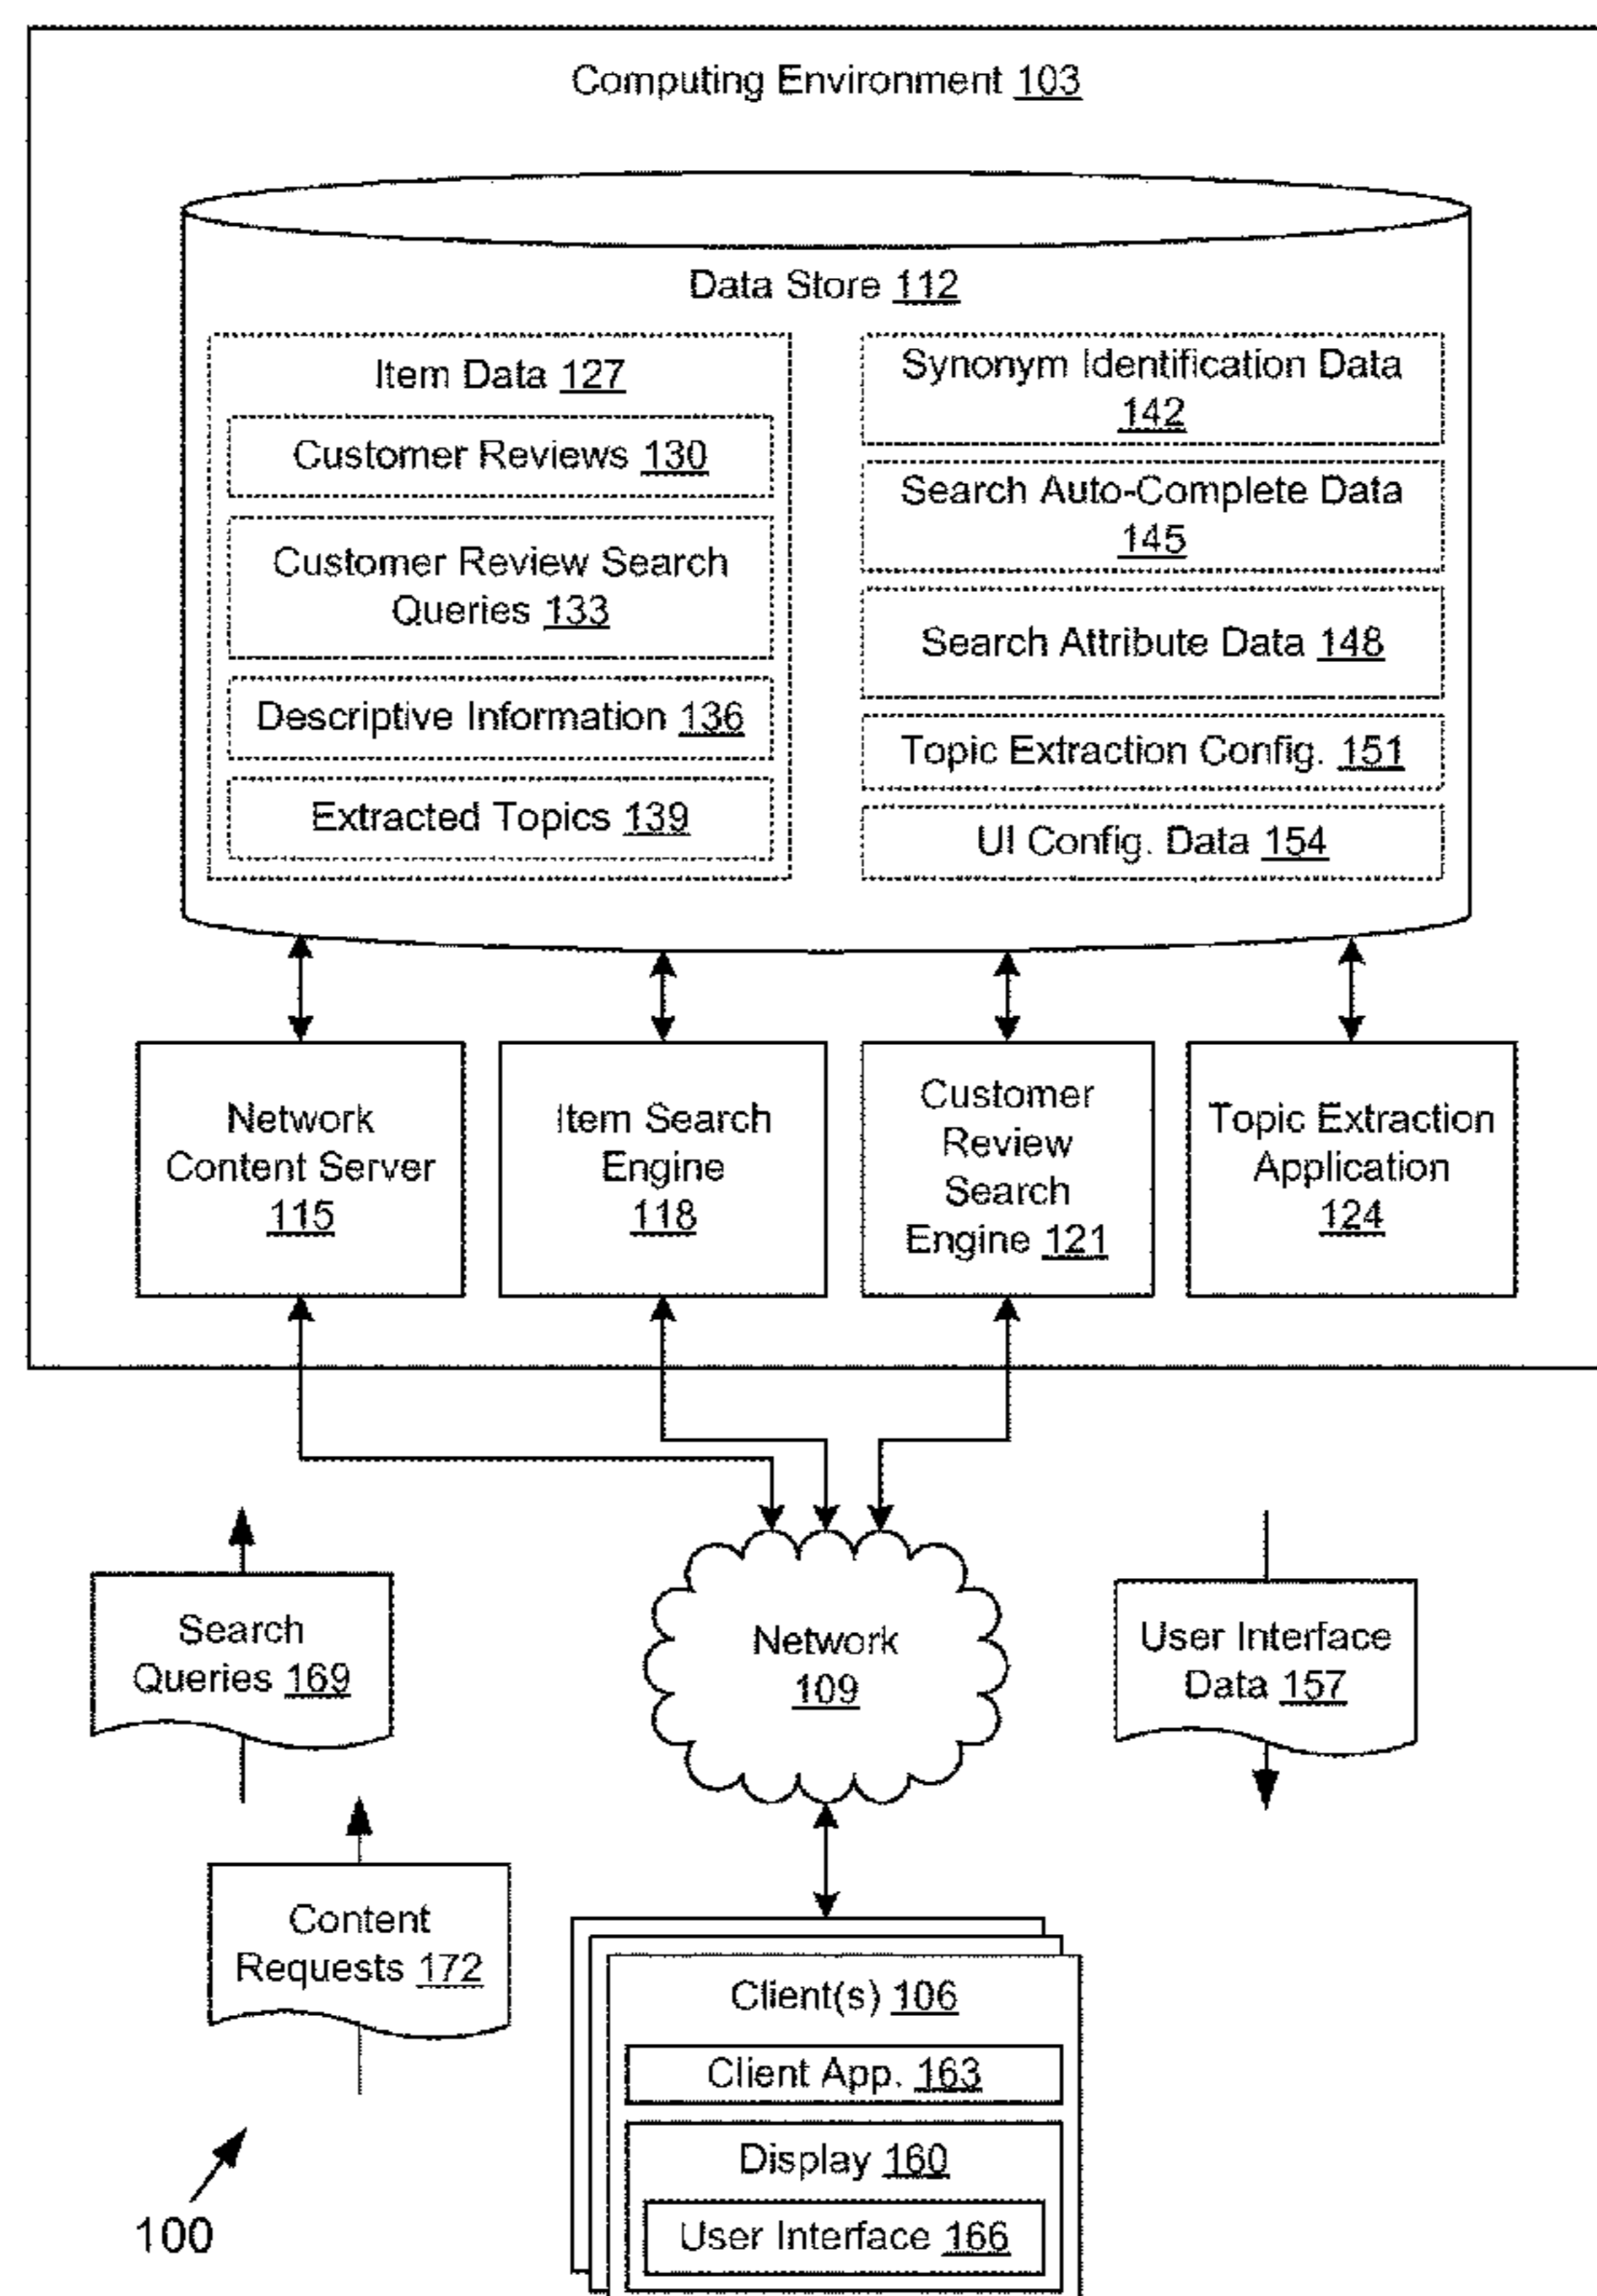 Computing Environment 103
Data Store 112
Item Data 127
Customer Reviews 130
Customer Review Search
Queries 133
Descriptive Information 136
Extracted Topics 139
Synonym Identification Data
142
Search Auto-Complete Data
145
Search Attribute Data 148
Topic Extraction Config. 151
UI Config. Data 154
Network
Content Server
115
Item Search
Engine
118
Customer
Review
Search
Engine 121
Topic Extraction
Application
124
Search
Queries 169
Network
109
User Interface
Data 157
Content
Requests 172
Client(s) 106
Client App. 163
Display 160
User Interface 166
100